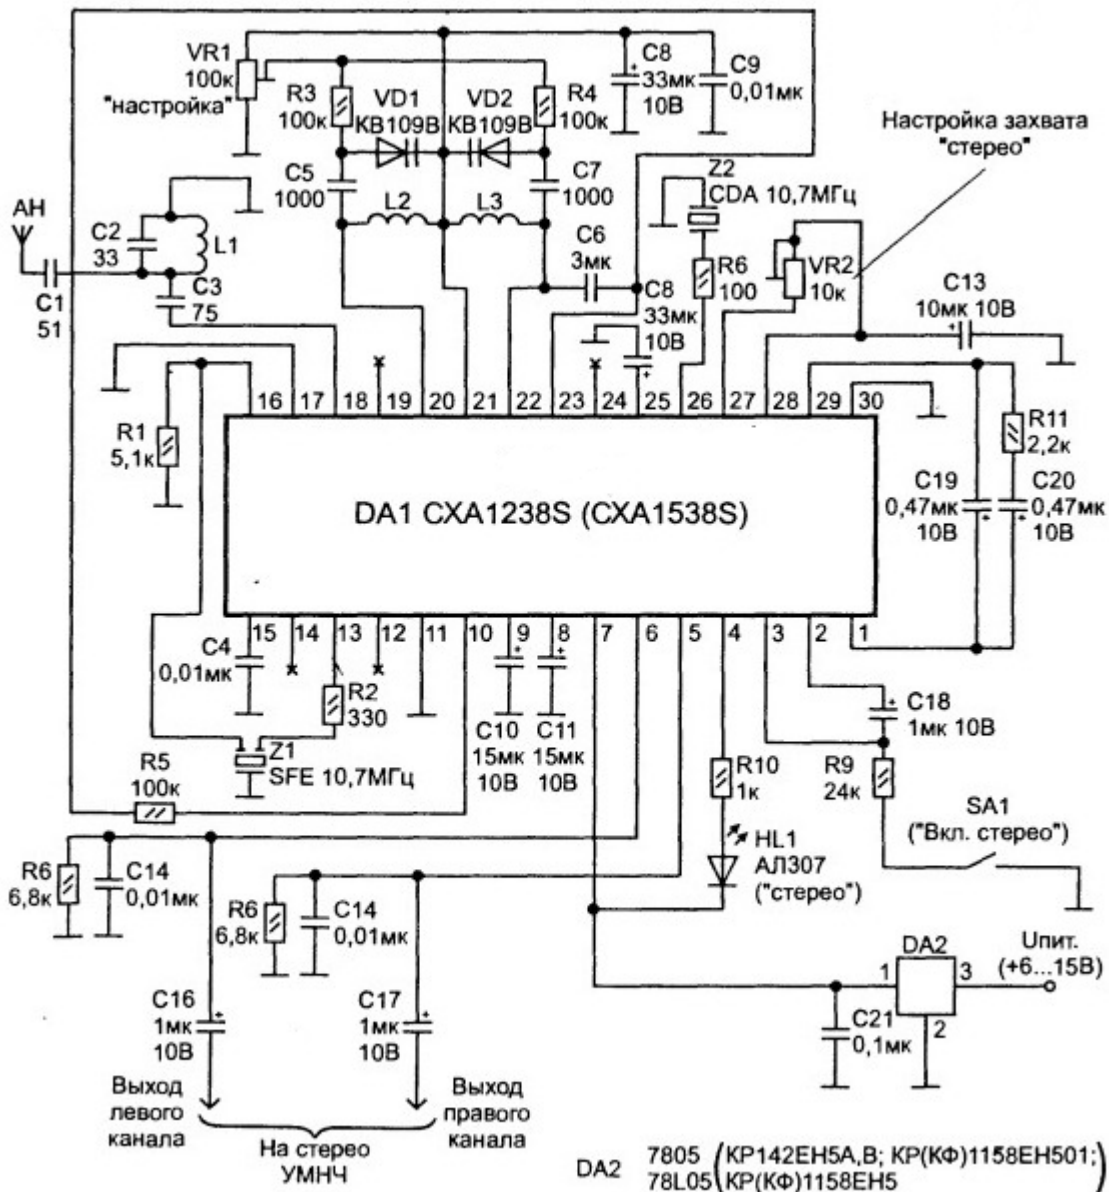 VR1
100к
"настройка"
R3
100к
VD1
КВ109В
VD2
КВ109В
R4
100к
C8
33мк
10В
C9
0,01мк
Настройка захвата
"стерео"
C5
1000
C7
1000
L2
L3
Z2
CDA 10,7МГц
АН
C1
51
C2
33
L1
C3
75
C6
3мк
C8
33мк
10В
R6
100
VR2
10к
C13
10мк 10В
R1
5,1к
16 17 18 19 20 21 22 23 24 25 26 27 28 29 30
R11
2,2к
DA1 CXA1238S (CXA1538S)
C19
0,47мк
10В
C20
0,47мк
10В
15 14 13 12 11 10 9 8 7 6 5 4 3 2 1
C4
0,01мк
R2
330
Z1
SFE 10,7МГц
C10
15мк
10В
C11
15мк
10В
C18
1мк 10В
R5
100к
R10
1к
R9
24к
SA1
("Вкл. стерео")
HL1
АЛ307
("стерео")
R6
6,8к
C14
0,01мк
R6
6,8к
C14
0,01мк
DA2
1
3
2
Uпит.
(+6...15В)
C21
0,1мк
C16
1мк
10В
C17
1мк
10В
Выход
левого
канала
На стерео
УМНЧ
Выход
правого
канала
DA2 7805 (КР142ЕН5А,В; КР(КФ)1158ЕН501;
78L05 КР(КФ)1158ЕН5)